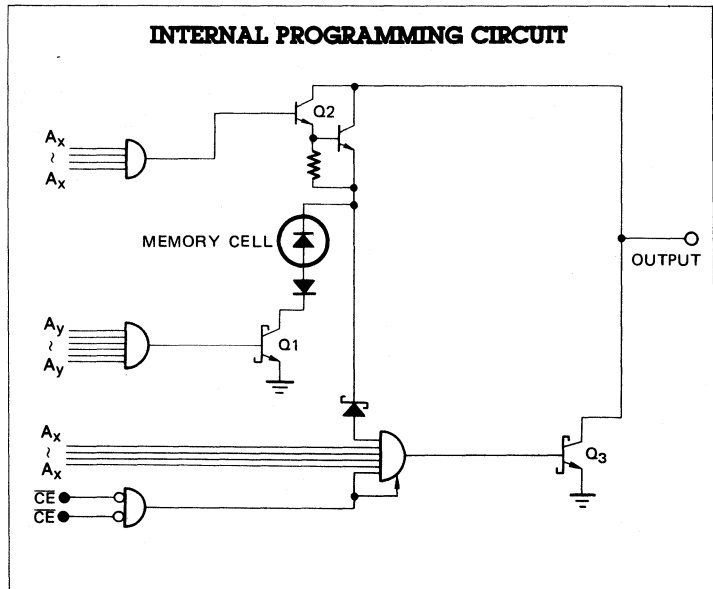 INTERNAL PROGRAMMING CIRCUIT
Q2
Ax
~
Ax
MEMORY CELL
OUTPUT
Ay
~
Ay
Q1
Ax
~
Ax
Q3
CE
CE